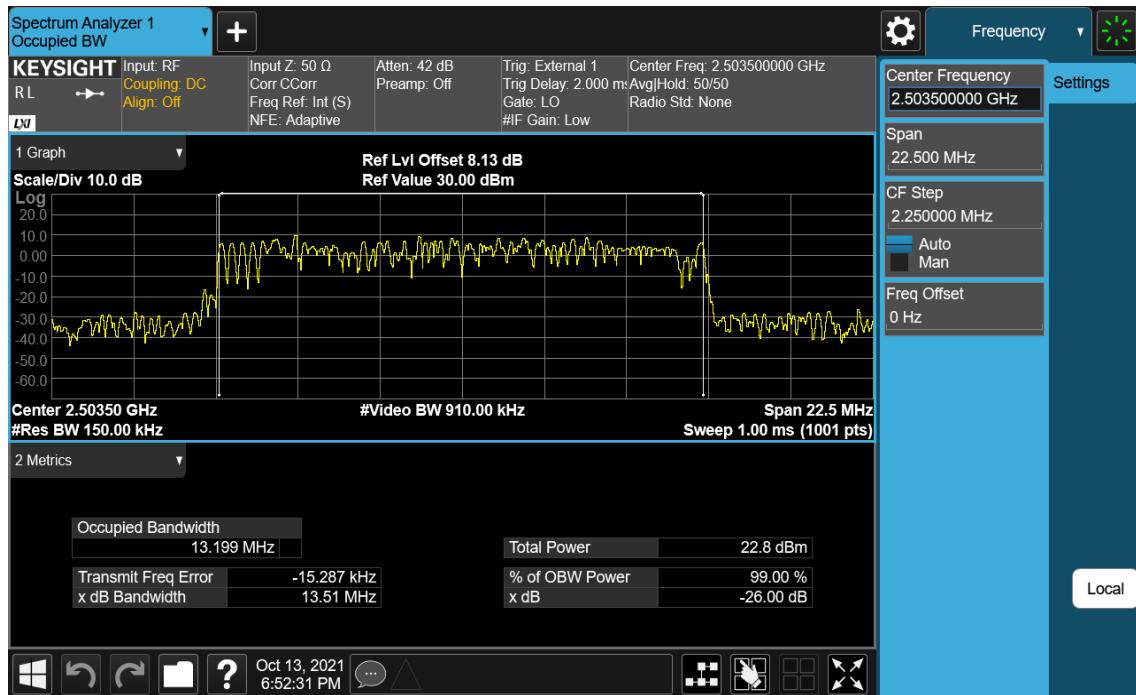 Spectrum Analyzer 1
Occupied BW
+
Frequency
KEYSIGHT
R L
LXI
Input: RF
Coupling: DC
Align: Off
Input Z: 50 Ω
Corr CCorr
Freq Ref: Int (S)
NFE: Adaptive
Atten: 42 dB
Preamp: Off
Trig: External 1
Trig Delay: 2.000 ms
Gate: LO
#IF Gain: Low
Center Freq: 2.503500000 GHz
Avg|Hold: 50/50
Radio Std: None
Center Frequency
2.503500000 GHz
Settings
Span
22.500 MHz
CF Step
2.250000 MHz
Auto
Man
Freq Offset
0 Hz
Local
1 Graph
Ref Lvl Offset 8.13 dB
Scale/Div 10.0 dB
Ref Value 30.00 dBm
Log
20.0
10.0
0.00
-10.0
-20.0
-30.0
-40.0
-50.0
-60.0
Center 2.50350 GHz
#Video BW 910.00 kHz
Span 22.5 MHz
#Res BW 150.00 kHz
Sweep 1.00 ms (1001 pts)
2 Metrics
Occupied Bandwidth
13.199 MHz
Total Power 22.8 dBm
Transmit Freq Error -15.287 kHz
% of OBW Power 99.00 %
x dB Bandwidth 13.51 MHz
x dB -26.00 dB
?
Oct 13, 2021
6:52:31 PM